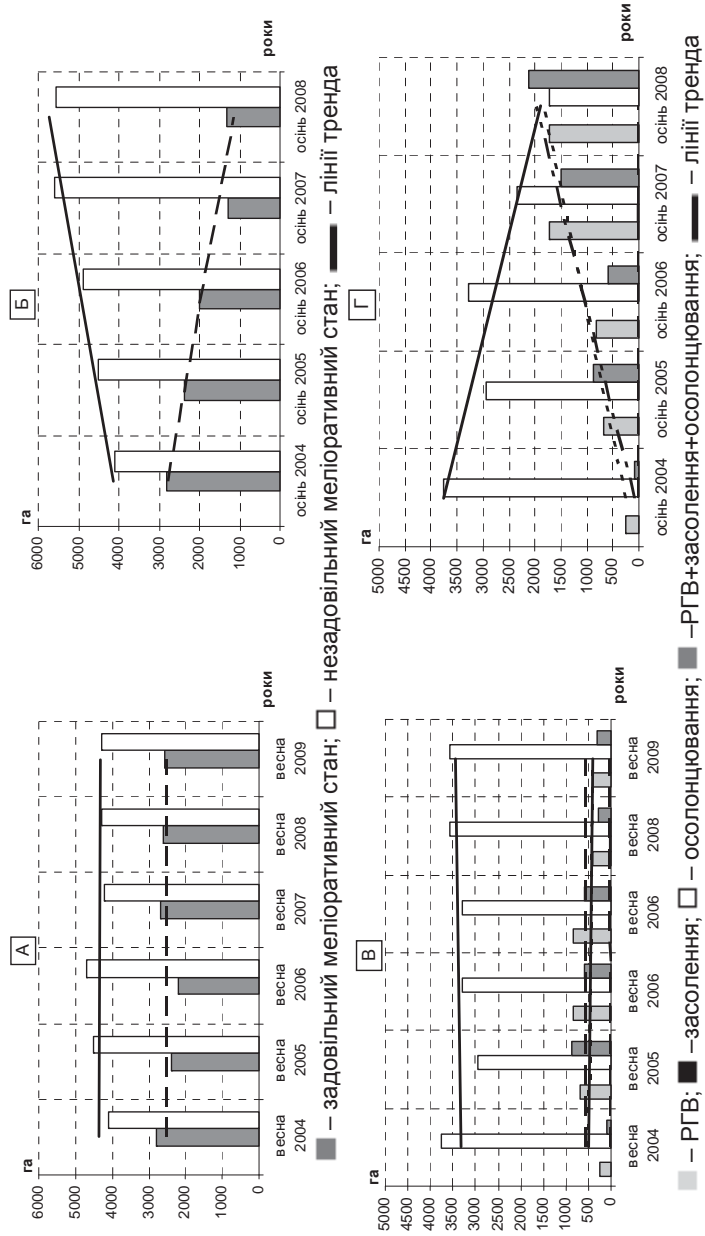 А
га
6000
5000
4000
3000
2000
1000
0
весна 2004
весна 2005
весна 2006
весна 2007
весна 2008
весна 2009
роки
Б
га
6000
5000
4000
3000
2000
1000
0
осінь 2004
осінь 2005
осінь 2006
осінь 2007
осінь 2008
роки
– задовільний меліоративний стан; – незадовільний меліоративний стан; – лінії тренда
В
га
5000
4500
4000
3500
3000
2500
2000
1500
1000
500
0
весна 2004
весна 2005
весна 2006
весна 2006
весна 2008
весна 2009
роки
Г
га
5000
4500
4000
3500
3000
2500
2000
1500
1000
500
0
осінь 2004
осінь 2005
осінь 2006
осінь 2007
осінь 2008
роки
– РГВ; –засолення; – осолонцювання; –РГВ+засолення+осолонцювання; – лінії тренда